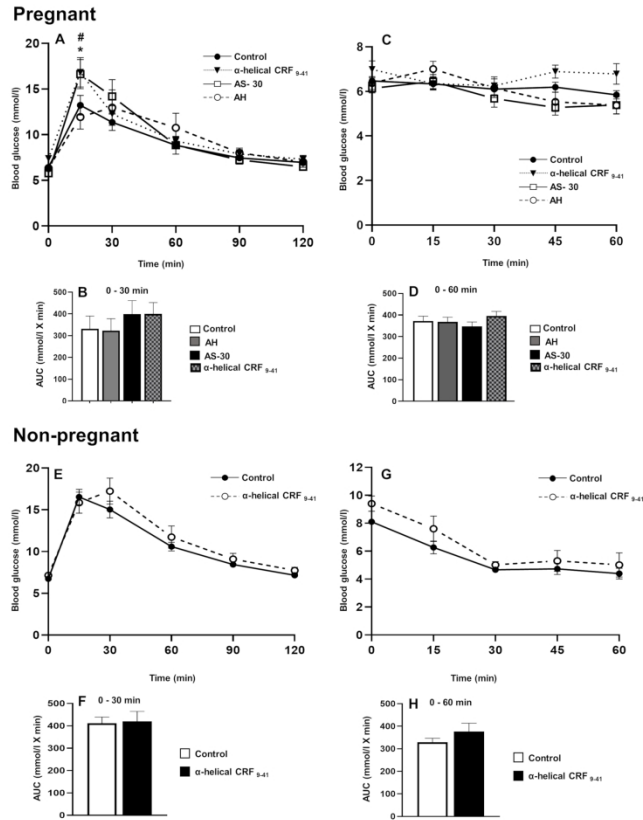 Pregnant
A
#
*
Control
α-helical CRF 9-41
AS- 30
AH
Blood glucose (mmol/l)
20
15
10
5
0
0 30 60 90 120
Time (min)
C
8
6
4
2
0
Blood glucose (mmol/l)
Control
α-helical CRF 9-41
AS- 30
AH
0 15 30 45 60
Time (min)
B 0 - 30 min
AUC (mmol/l X min)
500
400
300
200
100
0
Control
AH
AS-30
α-helical CRF 9-41
D 0 - 60 min
AUC (mmol/l X min)
500
400
300
200
100
0
Control
AH
AS-30
α-helical CRF 9-41
Non-pregnant
E
Control
α-helical CRF 9-41
Blood glucose (mmol/l)
20
15
10
5
0
0 30 60 90 120
Time (min)
G
Control
α-helical CRF 9-41
Blood glucose (mmol/l)
12
10
8
6
4
2
0
0 15 30 45 60
Time (min)
F 0 - 30 min
AUC (mmol/l X min)
500
400
300
200
100
0
Control
α-helical CRF 9-41
H 0 - 60 min
AUC (mmol/l X min)
500
400
300
200
100
0
Control
α-helical CRF 9-41